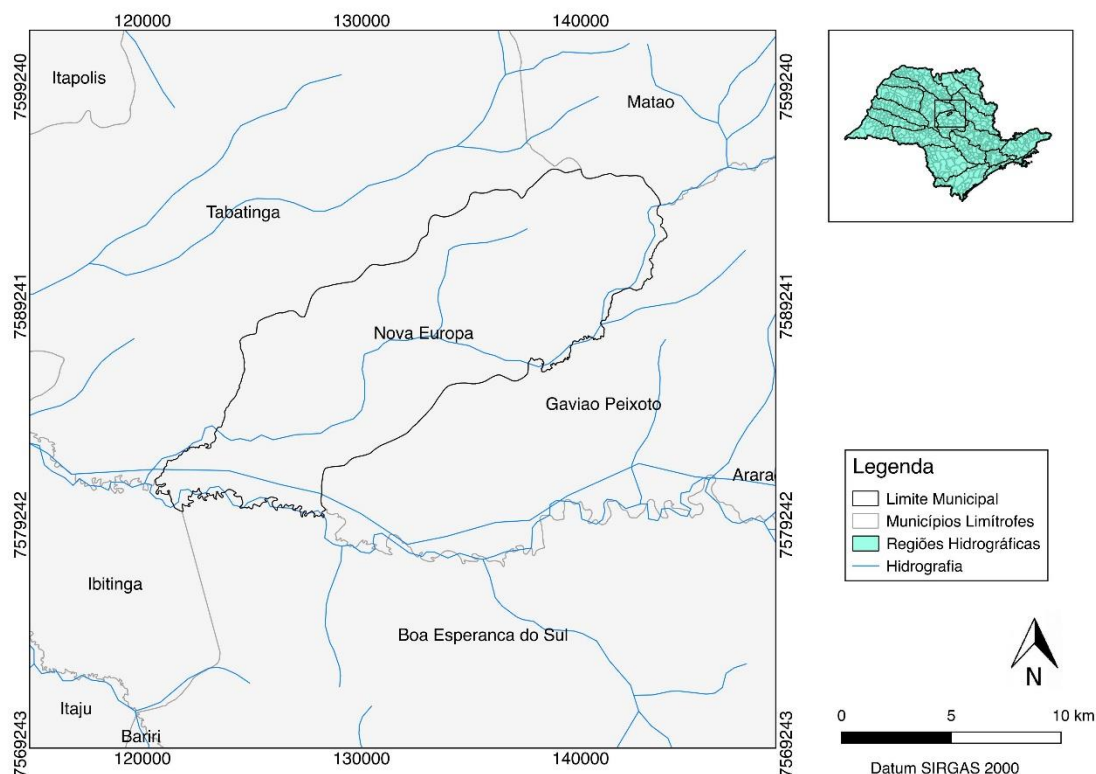 120000
130000
140000
7599240
7599240
Itapolis
Matao
Tabatinga
7589241
7589241
Nova Europa
Gaviao Peixoto
Ararac
7579242
7579242
Ibitinga
Boa Esperanca do Sul
Itaju
Bariri
7569243
7569243
120000
130000
140000
Legenda
Limite Municipal
Municípios Limítrofes
Regiões Hidrográficas
Hidrografia
N
0 5 10 km
Datum SIRGAS 2000